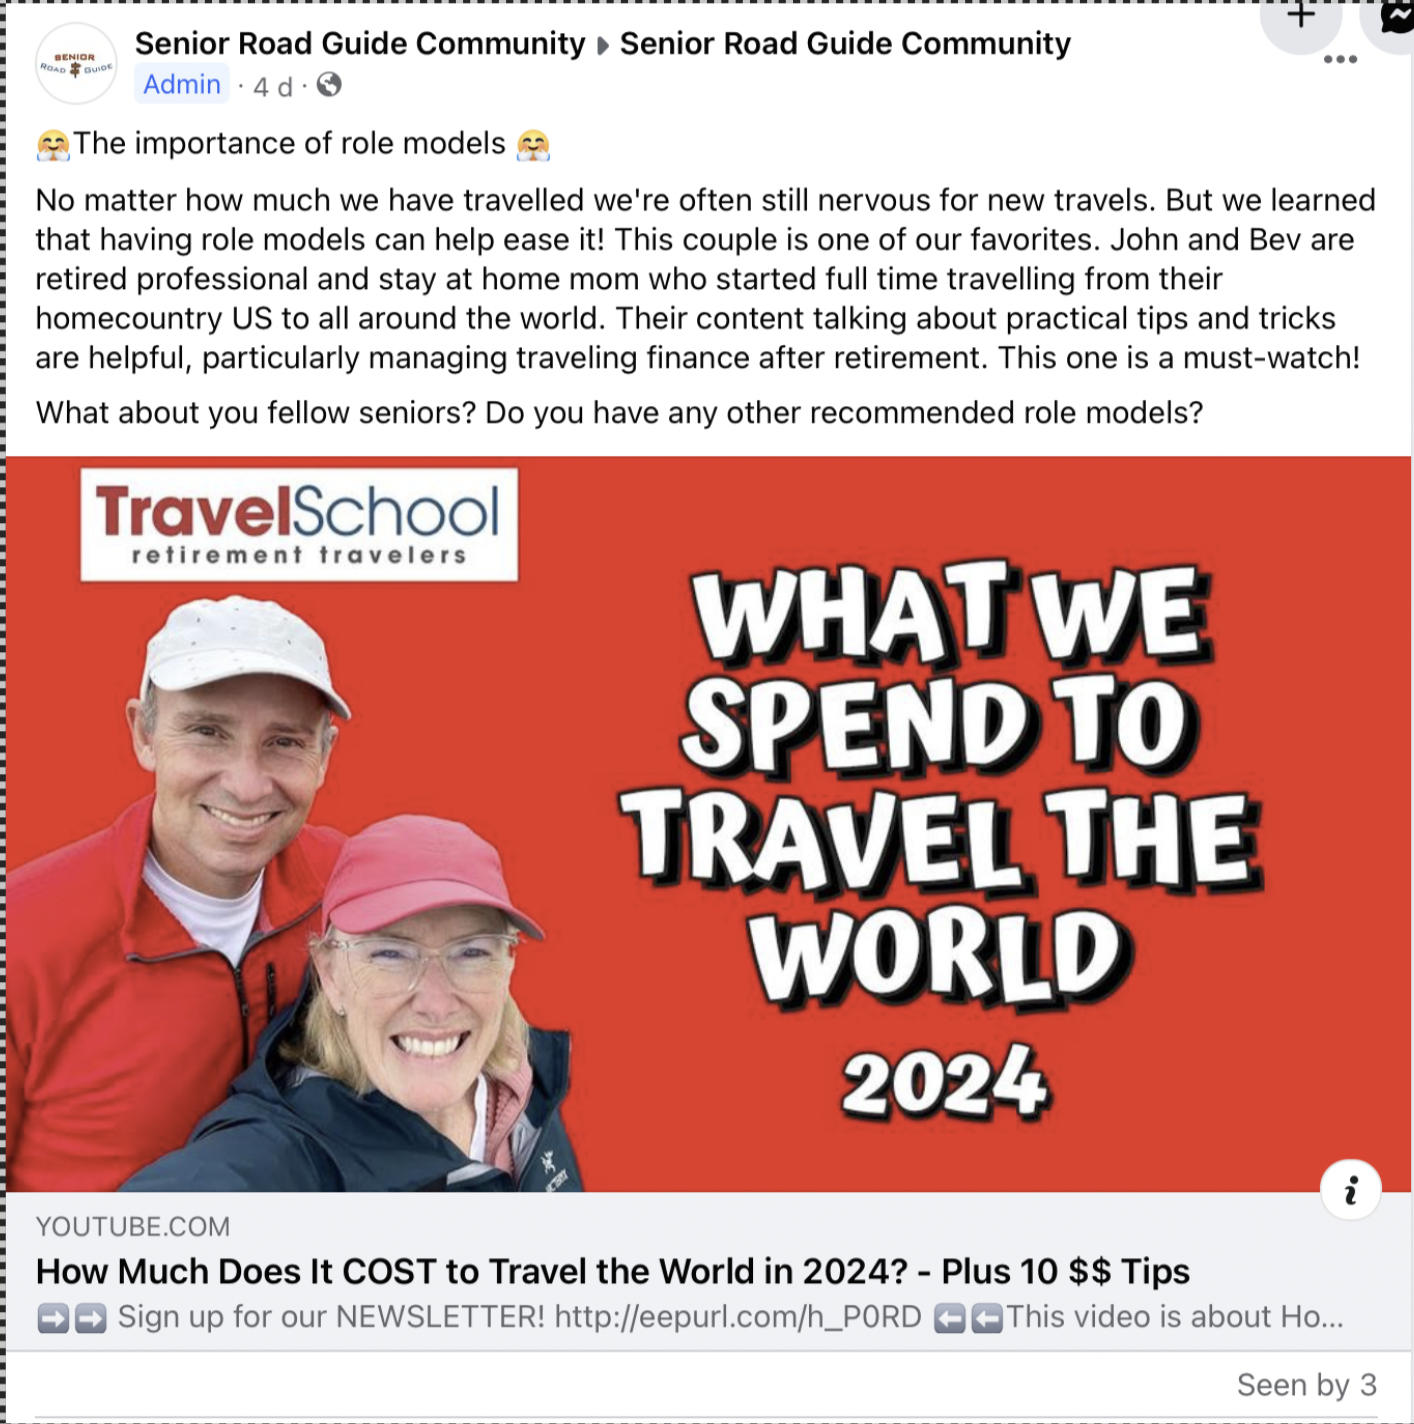 SENIOR
ROAD GUIDE
Senior Road Guide Community ▸ Senior Road Guide Community
Admin · 4 d ·
🤗The importance of role models 🤗
No matter how much we have travelled we're often still nervous for new travels. But we learned
that having role models can help ease it! This couple is one of our favorites. John and Bev are
retired professional and stay at home mom who started full time travelling from their
homecountry US to all around the world. Their content talking about practical tips and tricks
are helpful, particularly managing traveling finance after retirement. This one is a must-watch!
What about you fellow seniors? Do you have any other recommended role models?
TravelSchool
retirement travelers
WHAT WE
SPEND TO
TRAVEL THE
WORLD
2024
YOUTUBE.COM
How Much Does It COST to Travel the World in 2024? - Plus 10 $$ Tips
➡️➡️ Sign up for our NEWSLETTER! http://eepurl.com/h_P0RD ⬅️⬅️This video is about Ho...
Seen by 3